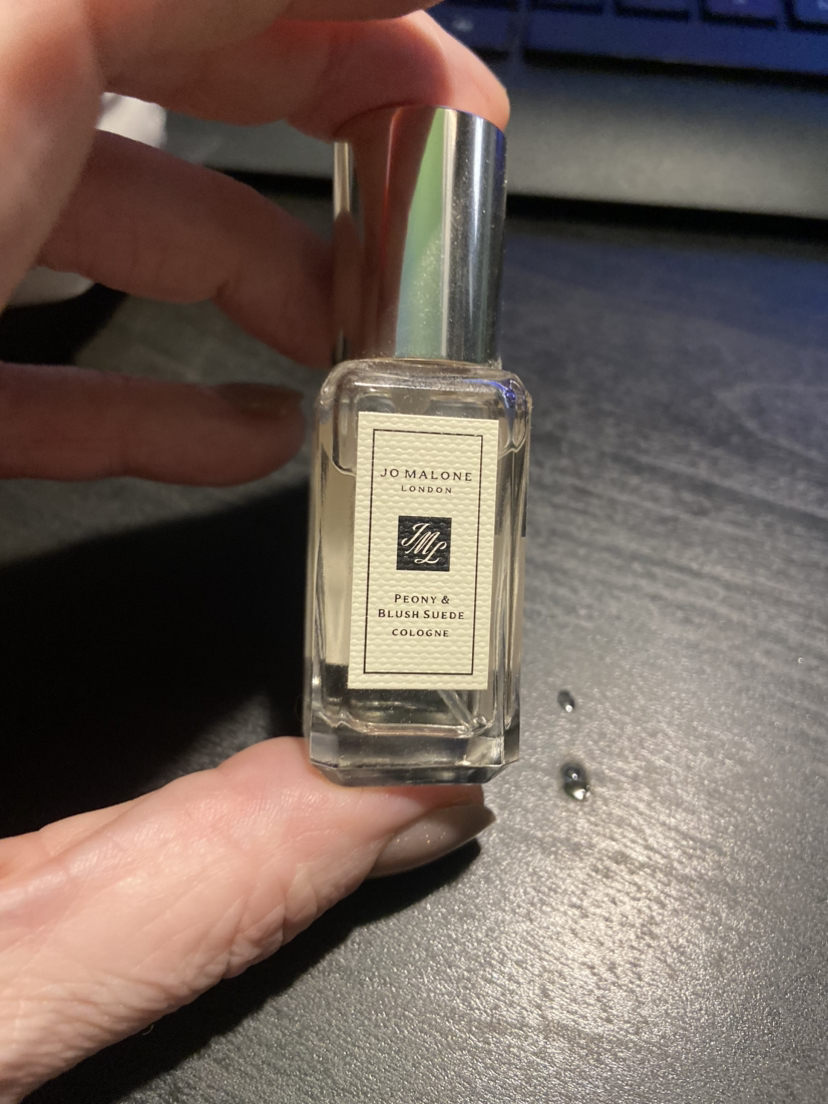 JO MALONE
LONDON
JML
PEONY &
BLUSH SUEDE
COLOGNE